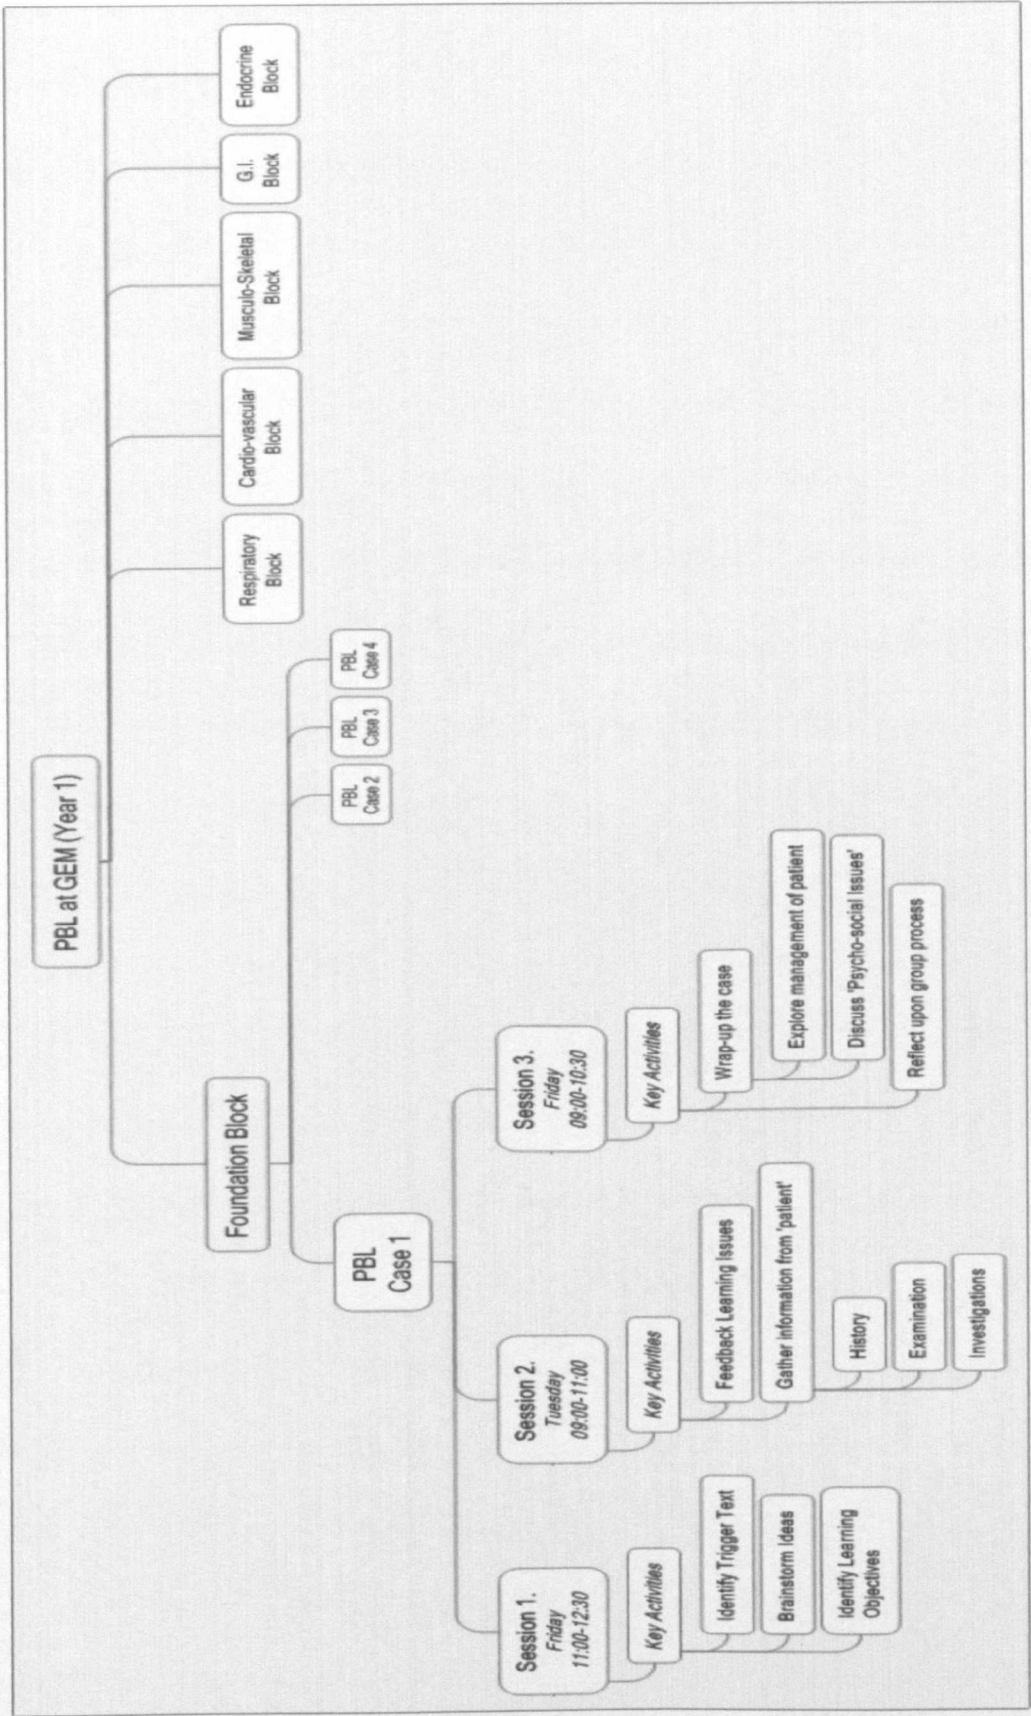 PBL at GEM (Year 1)
Foundation Block
Respiratory
Block
Cardio-vascular
Block
Musculo-Skeletal
Block
G.I.
Block
Endocrine
Block
PBL
Case 1
PBL
Case 2
PBL
Case 3
PBL
Case 4
Session 1.
Friday
11:00-12:30
Key Activities
Identify Trigger Text
Brainstorm Ideas
Identify Learning
Objectives
Session 2.
Tuesday
09:00-11:00
Key Activities
Feedback Learning Issues
Gather information from 'patient'
History
Examination
Investigations
Session 3.
Friday
09:00-10:30
Key Activities
Wrap-up the case
Explore management of patient
Discuss 'Psycho-social Issues'
Reflect upon group process